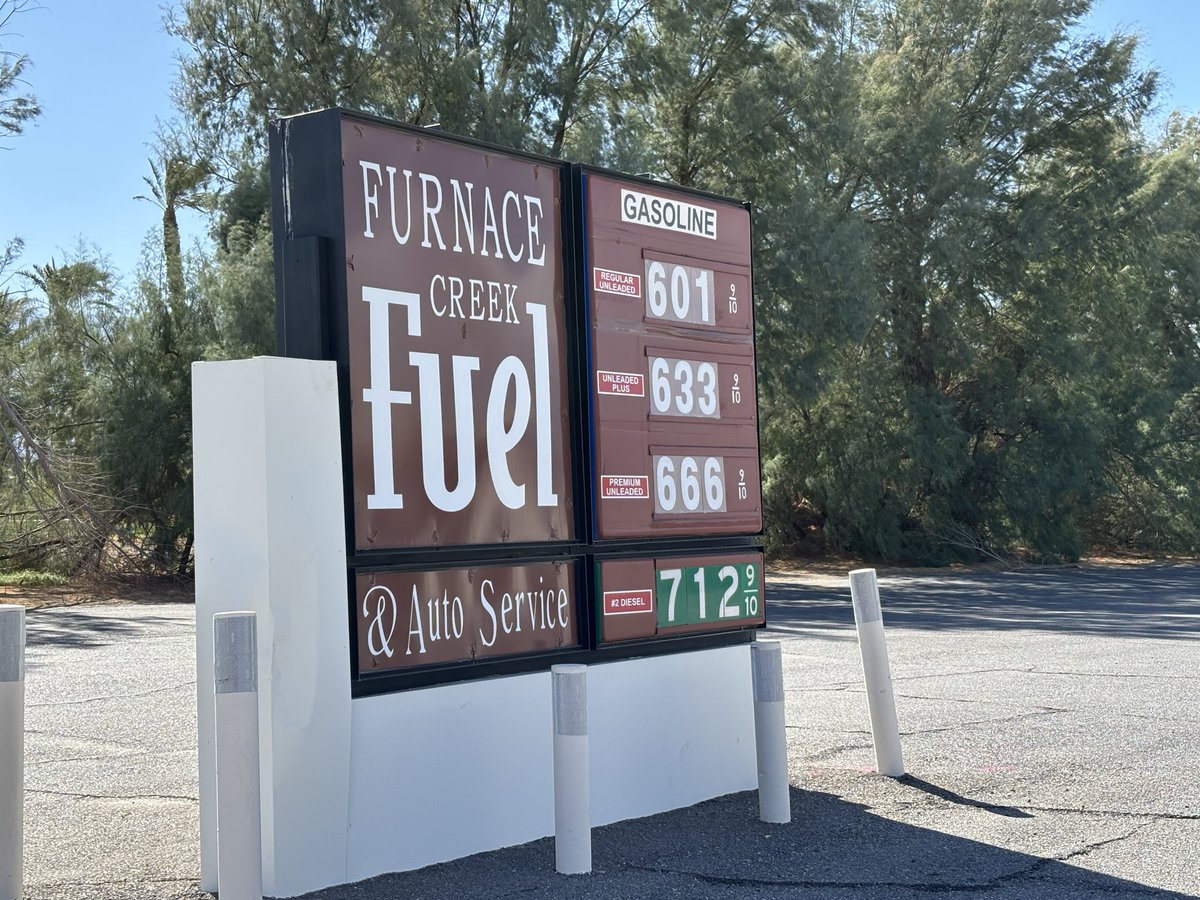 FURNACE
CREEK
Fuel
& Auto Service
GASOLINE
REGULAR
UNLEADED
601 9/10
UNLEADED
PLUS
633 9/10
PREMIUM
UNLEADED
666 9/10
#2 DIESEL
712 9/10